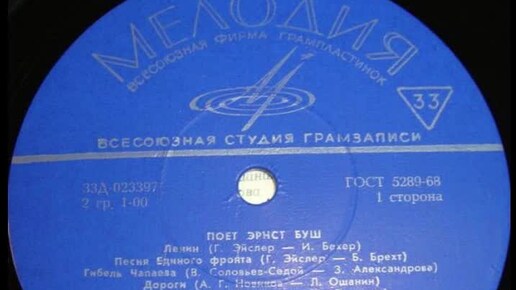 МЕЛОДИЯ
ВСЕСОЮЗНАЯ ФИРМА ГРАМПЛАСТИНОК
33
ВСЕСОЮЗНАЯ СТУДИЯ ГРАМЗАПИСИ
33Д-023397
ГОСТ 5289-68
2 гр. 1-00
1 сторона
ПОЕТ ЭРНСТ БУШ
Ленин (Г. Эйслер — И. Бехер)
Песня Единого фронта (Г. Эйслер — Б. Брехт)
Гибель Чапаева (В. Соловьев-Седой — З. Александрова)
Дороги (А. Г. Новиков — Л. Ошанин)